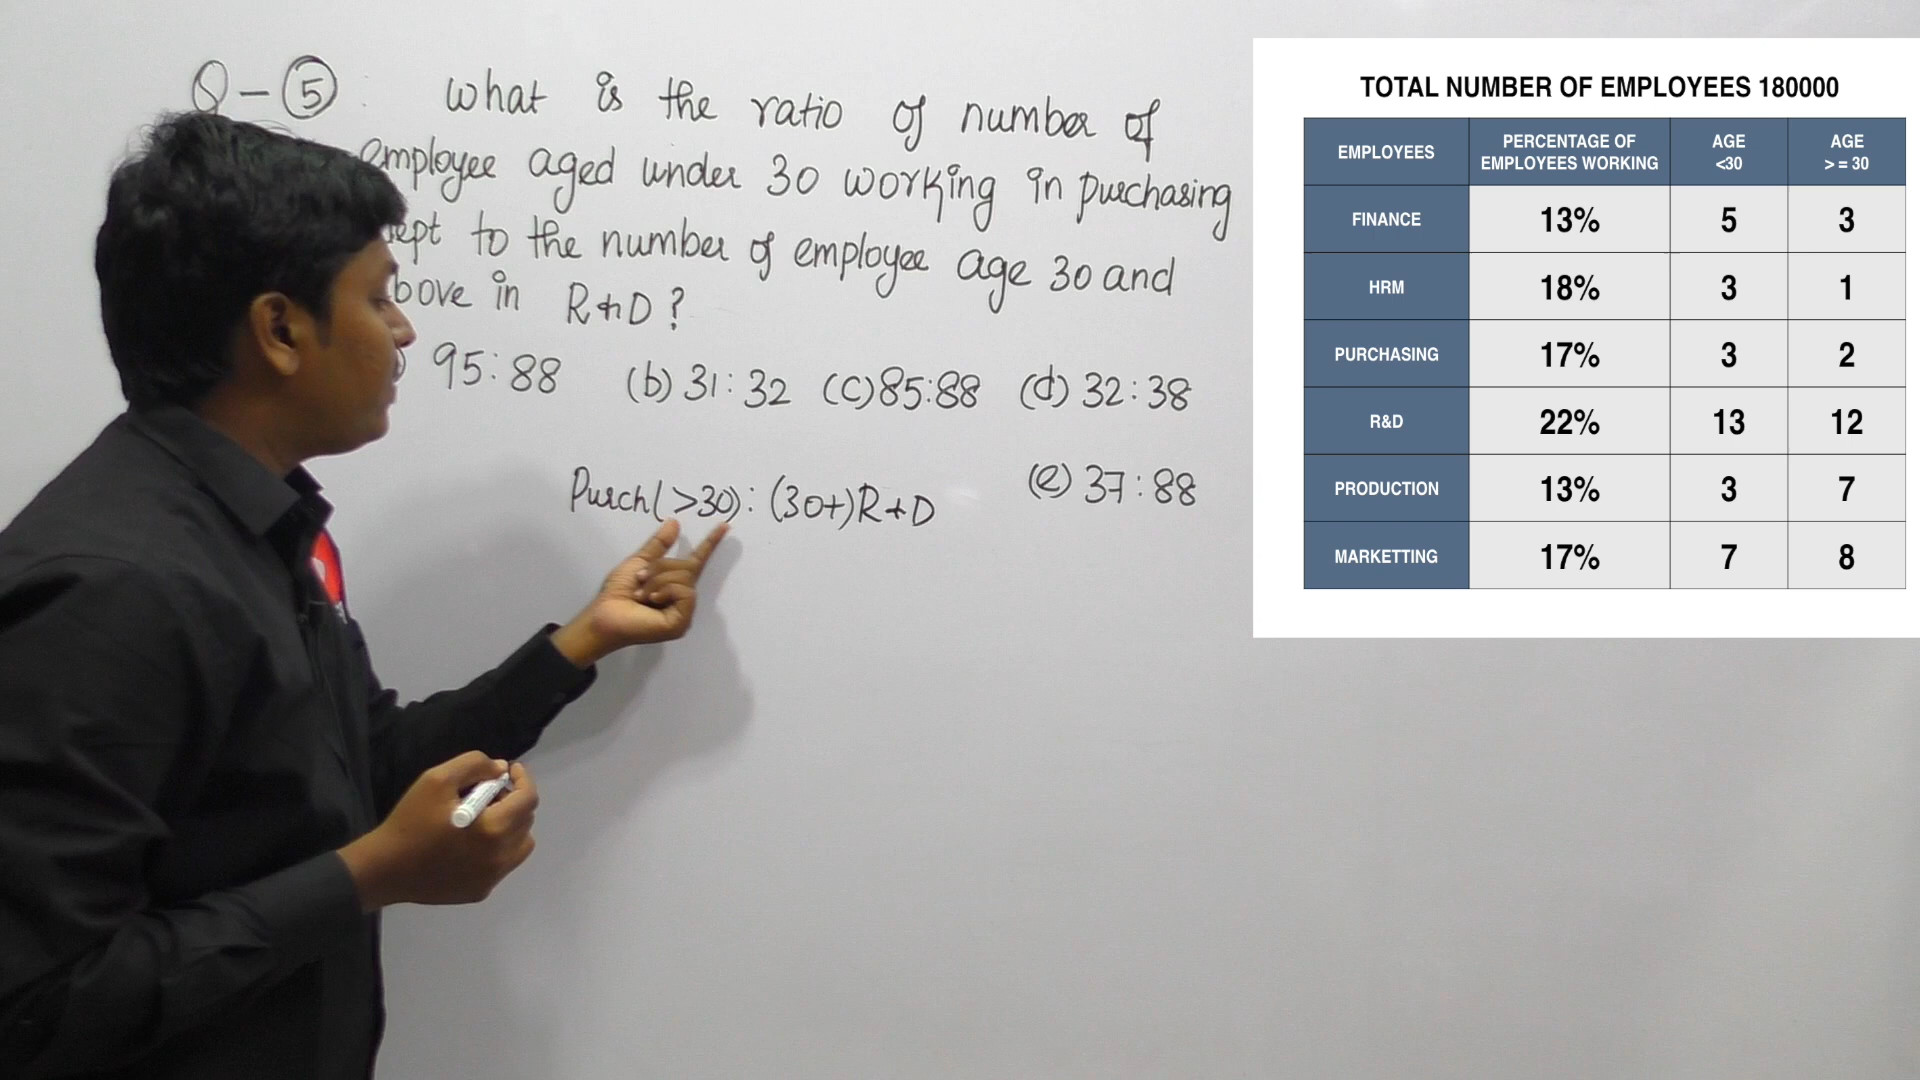 Q - 5 what is the ratio of number of
employee aged under 30 working in purchasing
dept to the number of employee age 30 and
bove in R&D?
95:88 (b) 31:32 (c) 85:88 (d) 32:38
(e) 37:88
Purch(>30) : (30+)R+D
TOTAL NUMBER OF EMPLOYEES 180000
EMPLOYEES PERCENTAGE OF EMPLOYEES WORKING AGE <30 AGE > = 30
FINANCE 13% 5 3
HRM 18% 3 1
PURCHASING 17% 3 2
R&D 22% 13 12
PRODUCTION 13% 3 7
MARKETTING 17% 7 8